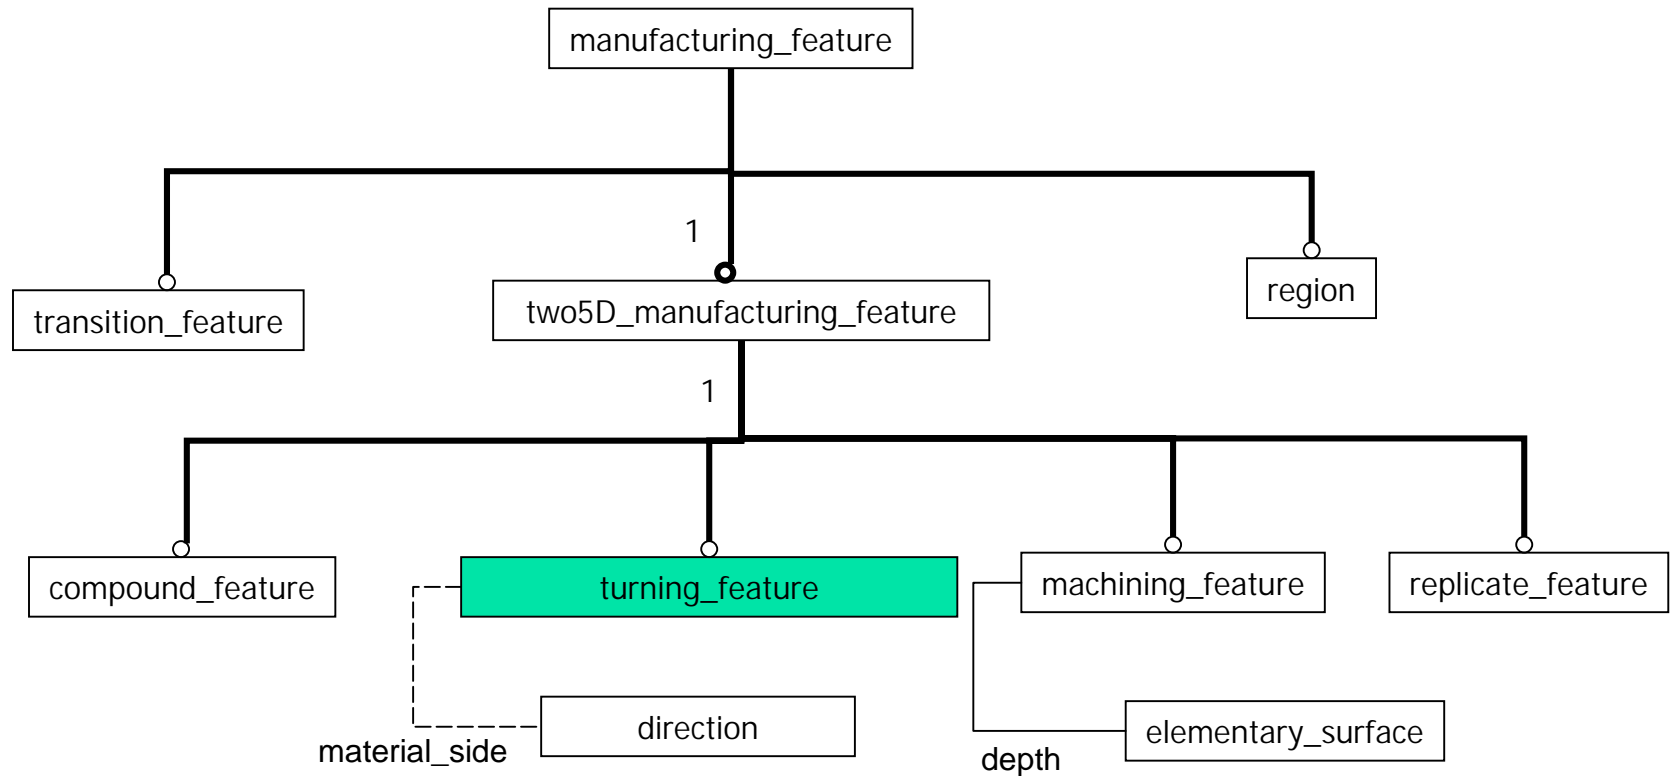 manufacturing_feature
1
transition_feature
two5D_manufacturing_feature
region
1
compound_feature
turning_feature
machining_feature
replicate_feature
direction
material_side
elementary_surface
depth